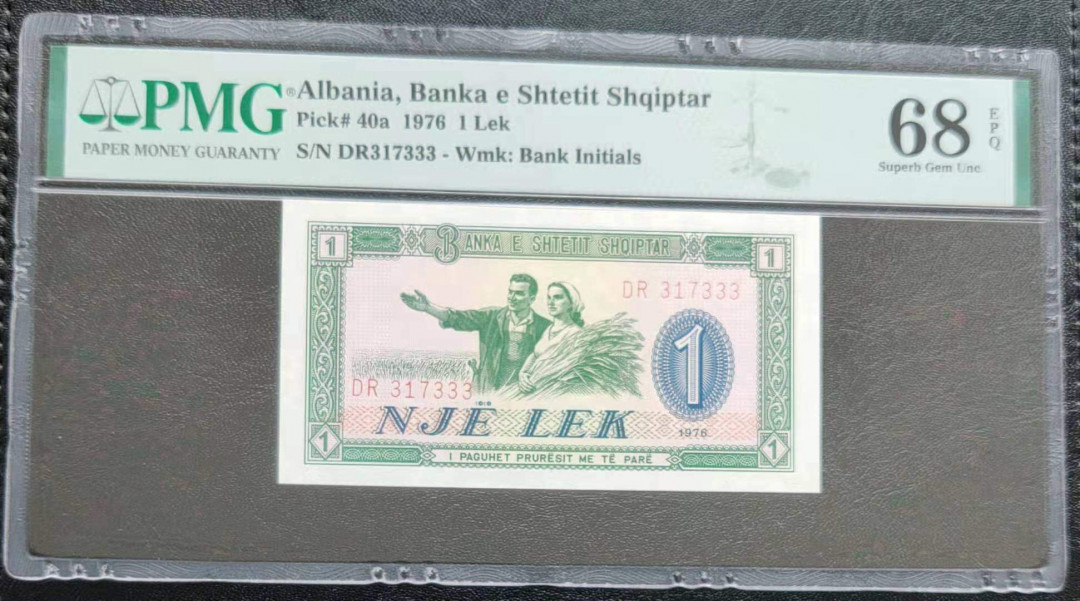 PMG® Albania, Banka e Shtetit Shqiptar
Pick# 40a 1976 1 Lek
PAPER MONEY GUARANTY S/N DR317333 - Wmk: Bank Initials
68 EPQ
Superb Gem Unc
1 BANKA E SHTETIT SHQIPTAR 1
DR 317333
1
DR 317333
NJË LEK 1976
1 I PAGUHET PRURËSIT ME TË PARË 1